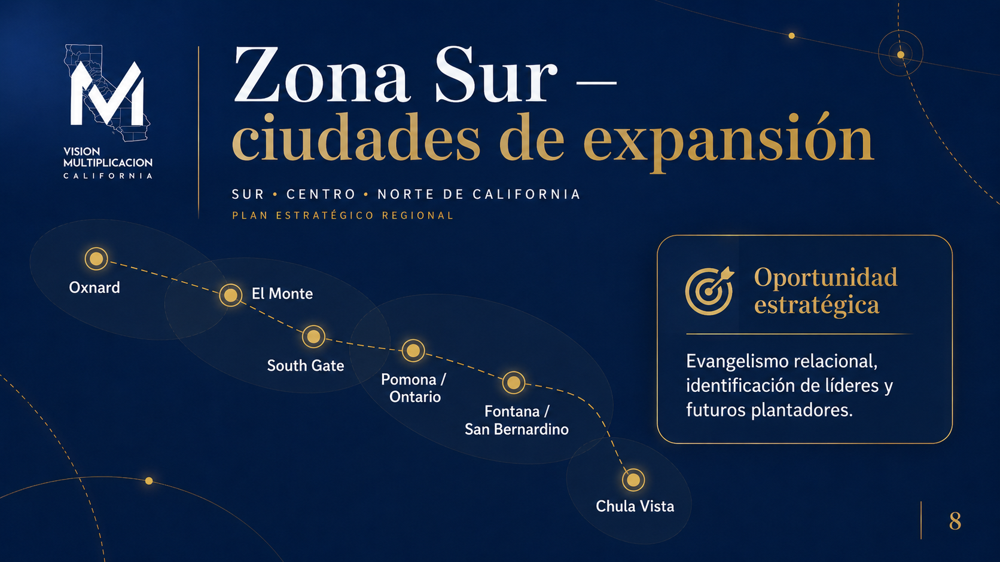 VISION
MULTIPLICACION
CALIFORNIA
Zona Sur –
ciudades de expansión
SUR • CENTRO • NORTE DE CALIFORNIA
PLAN ESTRATÉGICO REGIONAL
Oxnard
El Monte
South Gate
Pomona /
Ontario
Fontana /
San Bernardino
Chula Vista
Oportunidad
estratégica
Evangelismo relacional,
identificación de líderes y
futuros plantadores.
8